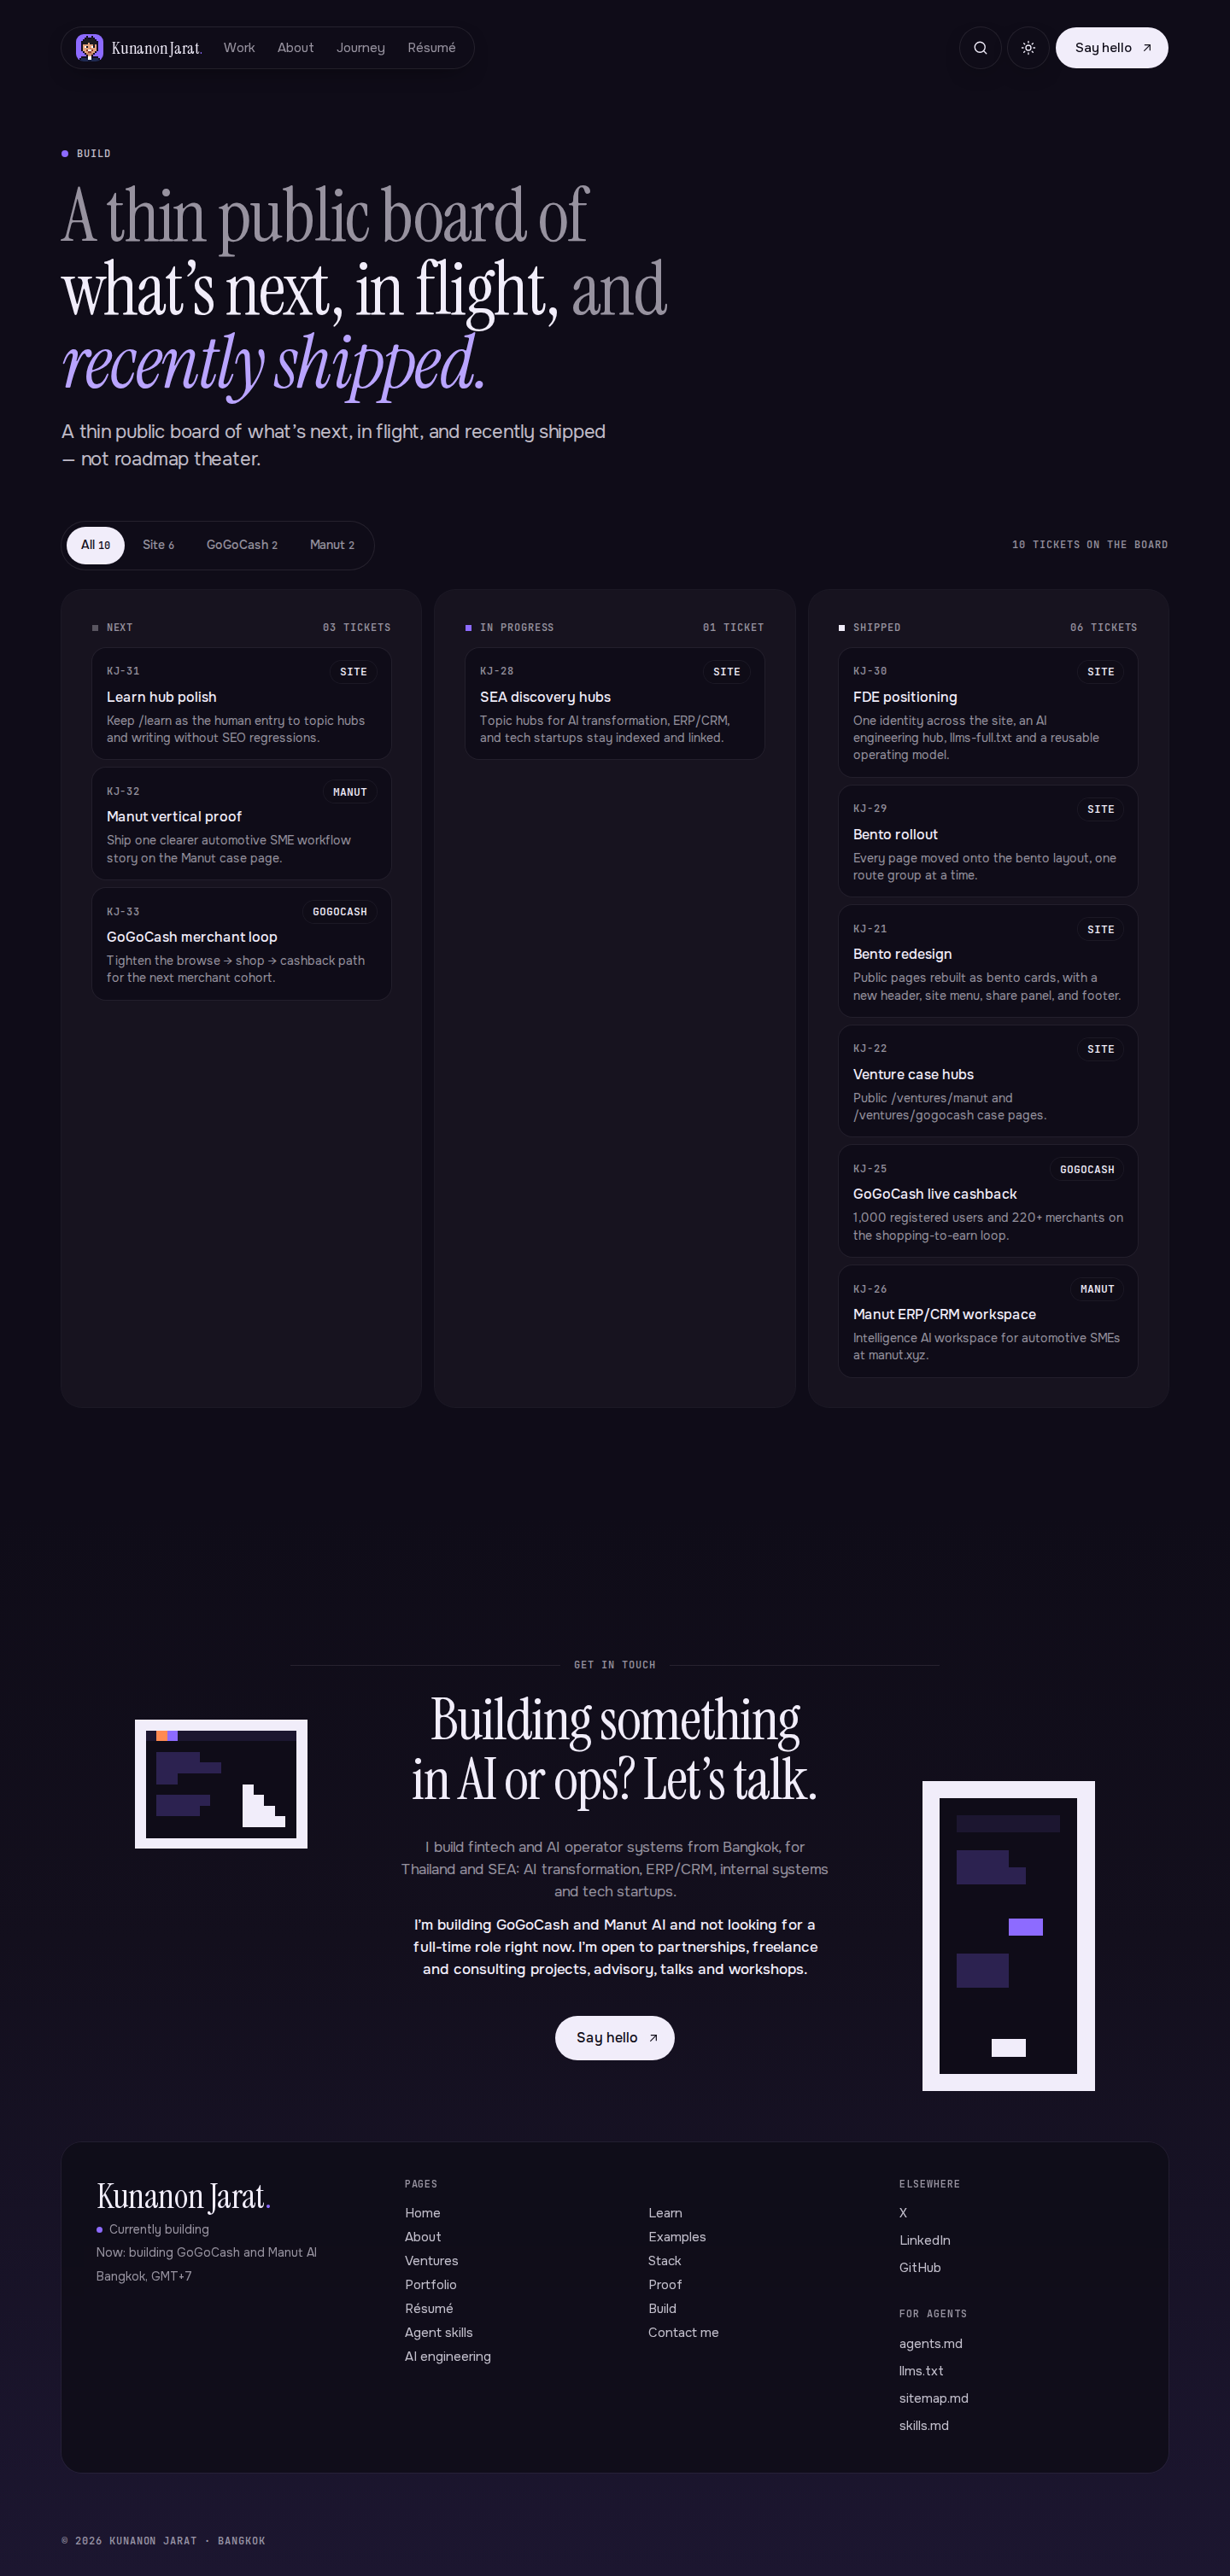 Kunanon Jarat.
Work
About
Journey
Résumé
Say hello
BUILD
A thin public board of
what’s next, in flight, and
recently shipped.
A thin public board of what’s next, in flight, and recently shipped
— not roadmap theater.
All 10
Site 6
GoGoCash 2
Manut 2
10 TICKETS ON THE BOARD
NEXT
03 TICKETS
KJ-31
SITE
Learn hub polish
Keep /learn as the human entry to topic hubs
and writing without SEO regressions.
KJ-32
MANUT
Manut vertical proof
Ship one clearer automotive SME workflow
story on the Manut case page.
KJ-33
GOGOCASH
GoGoCash merchant loop
Tighten the browse → shop → cashback path
for the next merchant cohort.
IN PROGRESS
01 TICKET
KJ-28
SITE
SEA discovery hubs
Topic hubs for AI transformation, ERP/CRM,
and tech startups stay indexed and linked.
SHIPPED
06 TICKETS
KJ-30
SITE
FDE positioning
One identity across the site, an AI
engineering hub, llms-full.txt and a reusable
operating model.
KJ-29
SITE
Bento rollout
Every page moved onto the bento layout, one
route group at a time.
KJ-21
SITE
Bento redesign
Public pages rebuilt as bento cards, with a
new header, site menu, share panel, and footer.
KJ-22
SITE
Venture case hubs
Public /ventures/manut and
/ventures/gogocash case pages.
KJ-25
GOGOCASH
GoGoCash live cashback
1,000 registered users and 220+ merchants on
the shopping-to-earn loop.
KJ-26
MANUT
Manut ERP/CRM workspace
Intelligence AI workspace for automotive SMEs
at manut.xyz.
GET IN TOUCH
Building something
in AI or ops? Let’s talk.
I build fintech and AI operator systems from Bangkok, for
Thailand and SEA: AI transformation, ERP/CRM, internal systems
and tech startups.
I’m building GoGoCash and Manut AI and not looking for a
full-time role right now. I’m open to partnerships, freelance
and consulting projects, advisory, talks and workshops.
Say hello
Kunanon Jarat.
Currently building
Now: building GoGoCash and Manut AI
Bangkok, GMT+7
PAGES
Home
About
Ventures
Portfolio
Résumé
Agent skills
AI engineering
Learn
Examples
Stack
Proof
Build
Contact me
ELSEWHERE
X
LinkedIn
GitHub
FOR AGENTS
agents.md
llms.txt
sitemap.md
skills.md
© 2026 KUNANON JARAT · BANGKOK